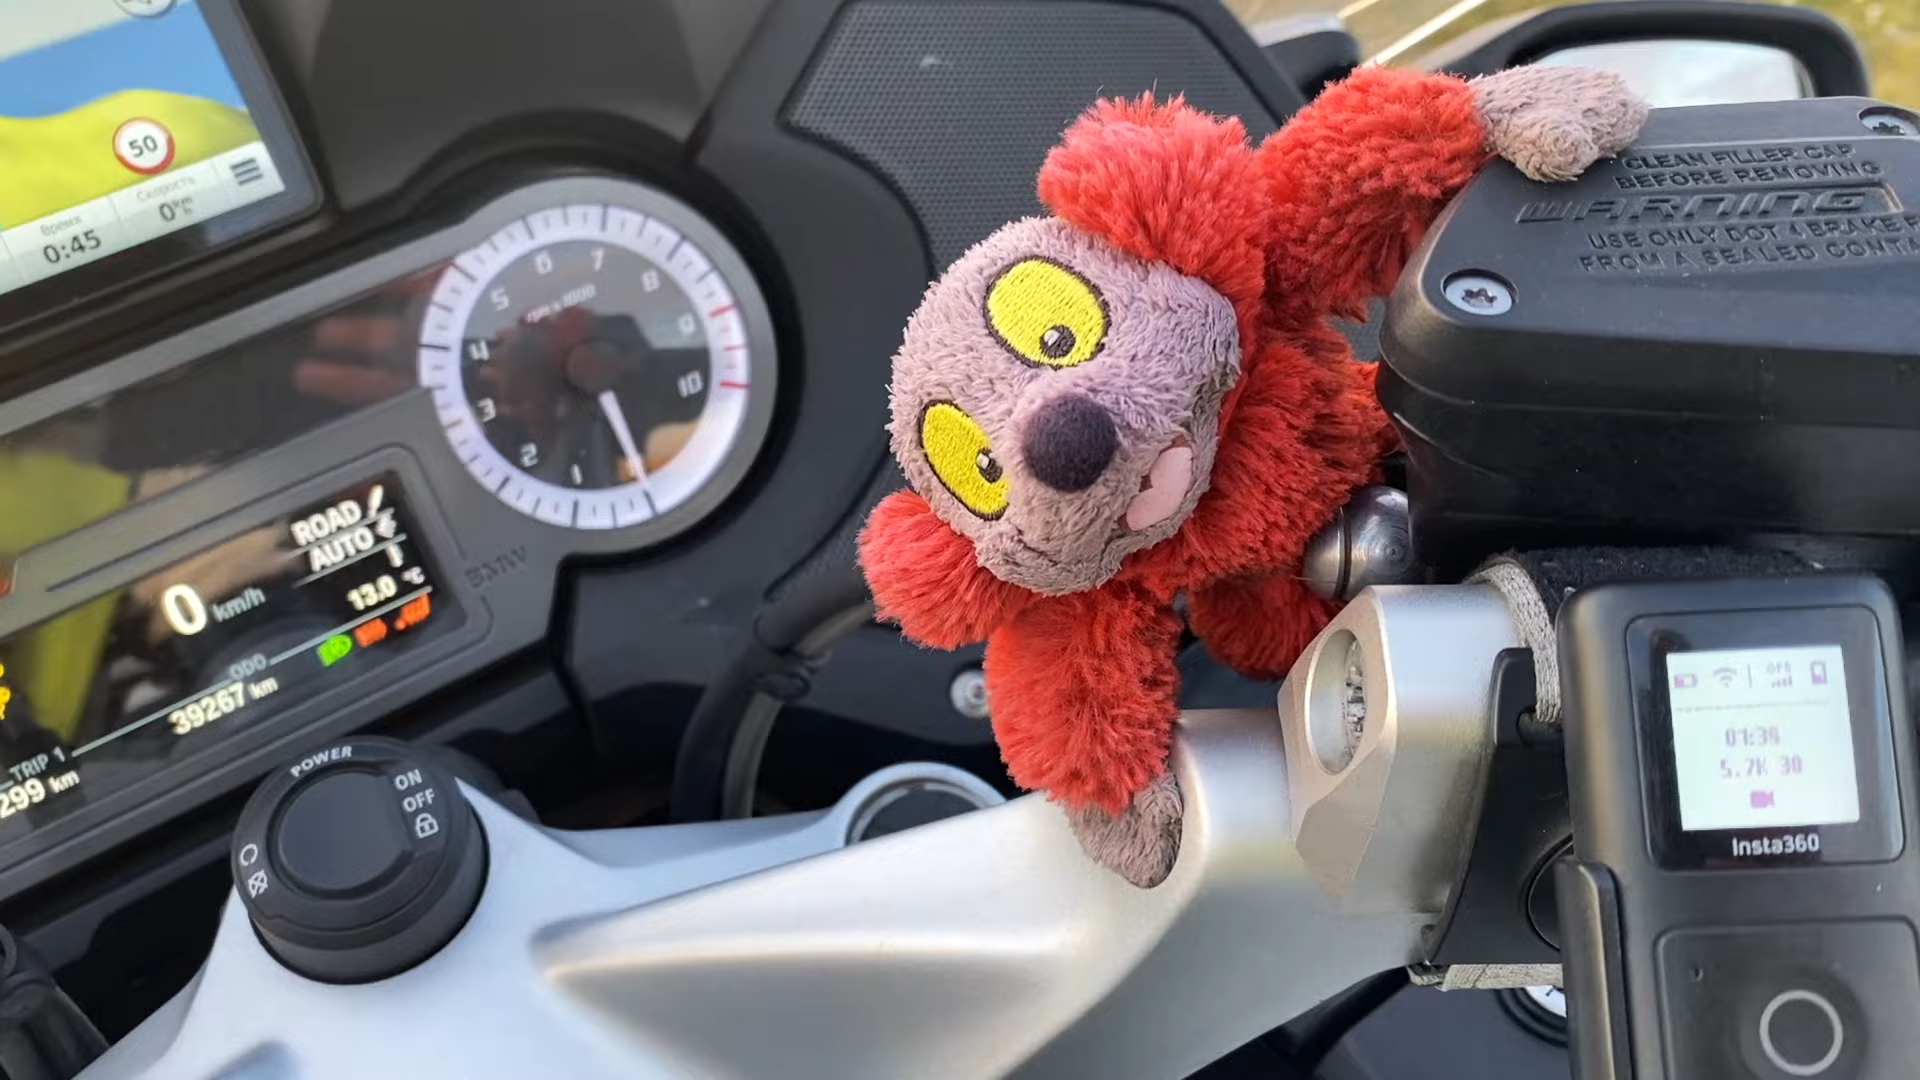 50
Время
0:45
Скорость
0
5
6
7
8
9
10
4
3
2
1
ROAD
AUTO
0 km/h
13.0 °C
ODO
39267 km
TRIP 1
299 km
BMW
POWER
ON
OFF
CLEAN FILLER CAP
BEFORE REMOVING
WARNING
USE ONLY DOT 4 BRAKE
FROM A SEALED CONTA
5.7K 30
Insta360